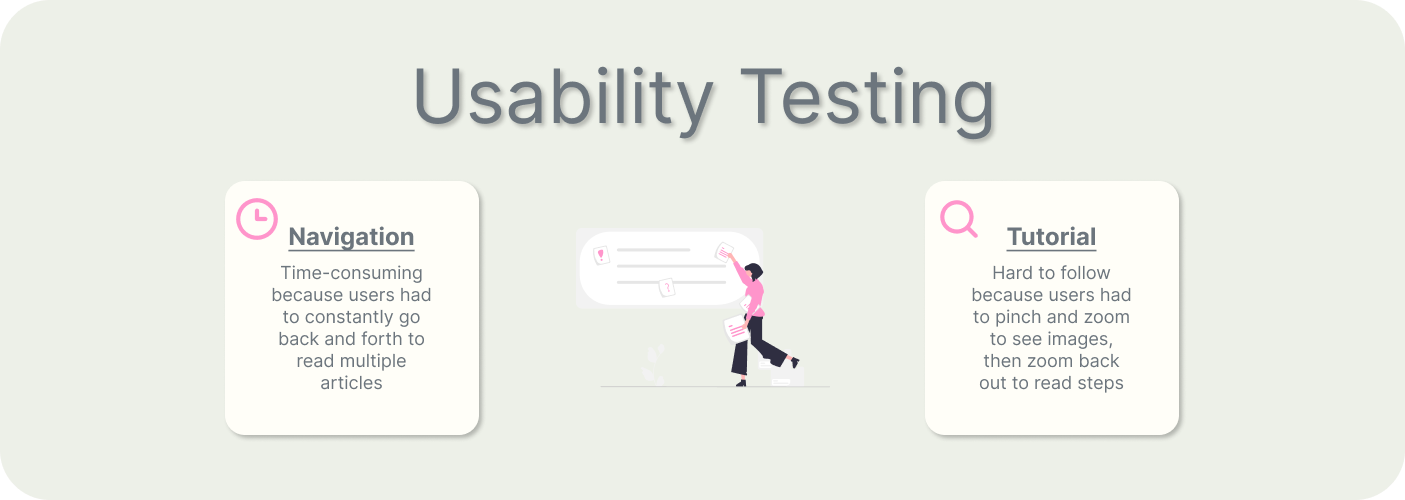 Usability Testing
Navigation
Time-consuming
because users had
to constantly go
back and forth to
read multiple
articles
!
?
Tutorial
Hard to follow
because users had
to pinch and zoom
to see images,
then zoom back
out to read steps